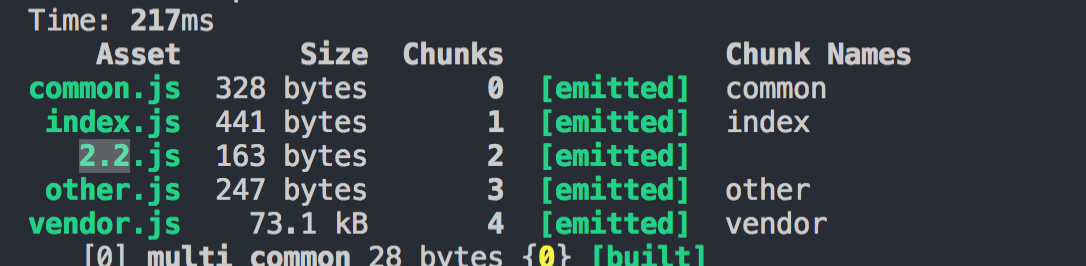 Time: 217ms
Asset Size Chunks Chunk Names
common.js 328 bytes 0 [emitted] common
index.js 441 bytes 1 [emitted] index
2.2.js 163 bytes 2 [emitted]
other.js 247 bytes 3 [emitted] other
vendor.js 73.1 kB 4 [emitted] vendor
[0] multi common 28 bytes {0} [built]